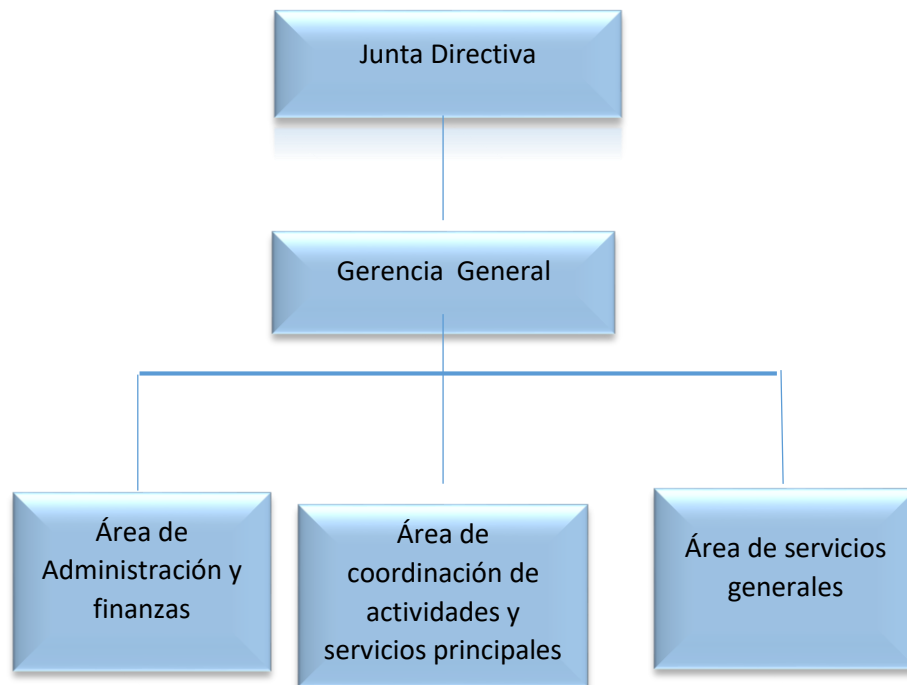 Junta Directiva
Gerencia  General
Área de
Administración y
finanzas
Área de
coordinación de
actividades y
servicios principales
Área de servicios
generales